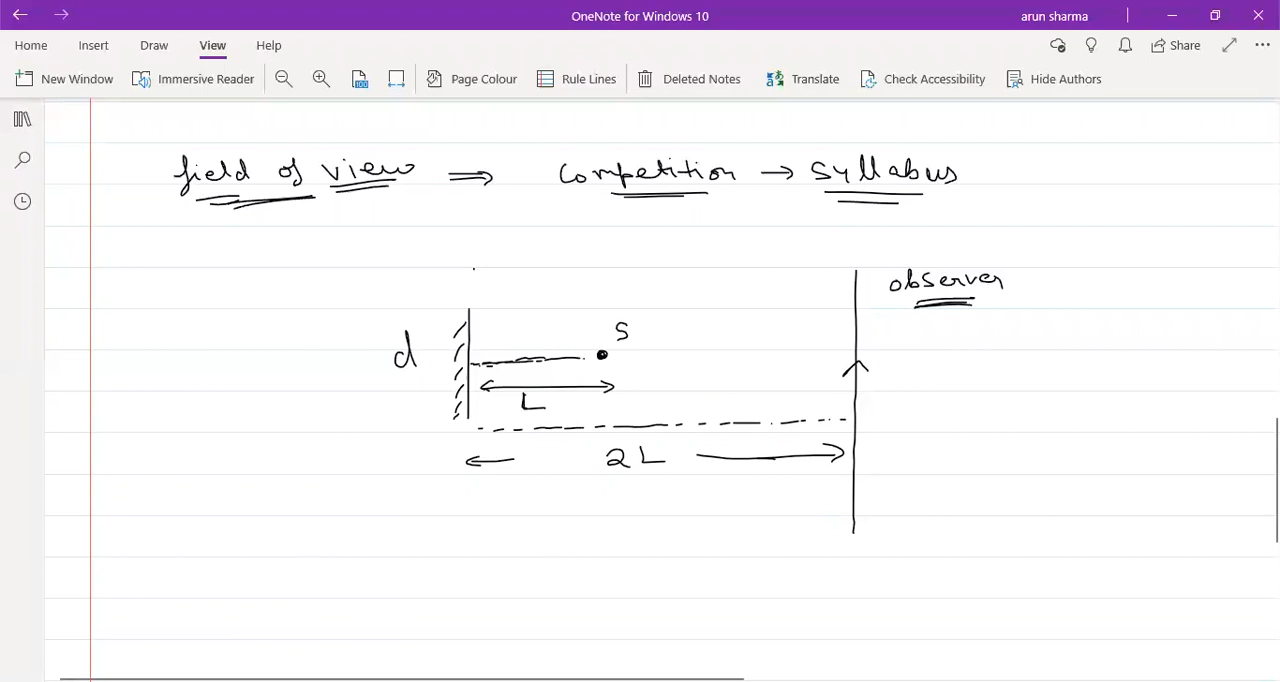 OneNote for Windows 10
arun sharma
Home Insert Draw View Help
Share
New Window Immersive Reader Page Colour Rule Lines Deleted Notes Translate Check Accessibility Hide Authors
field of view ⇒ competition → syllabus
observer
S
d
L
2L